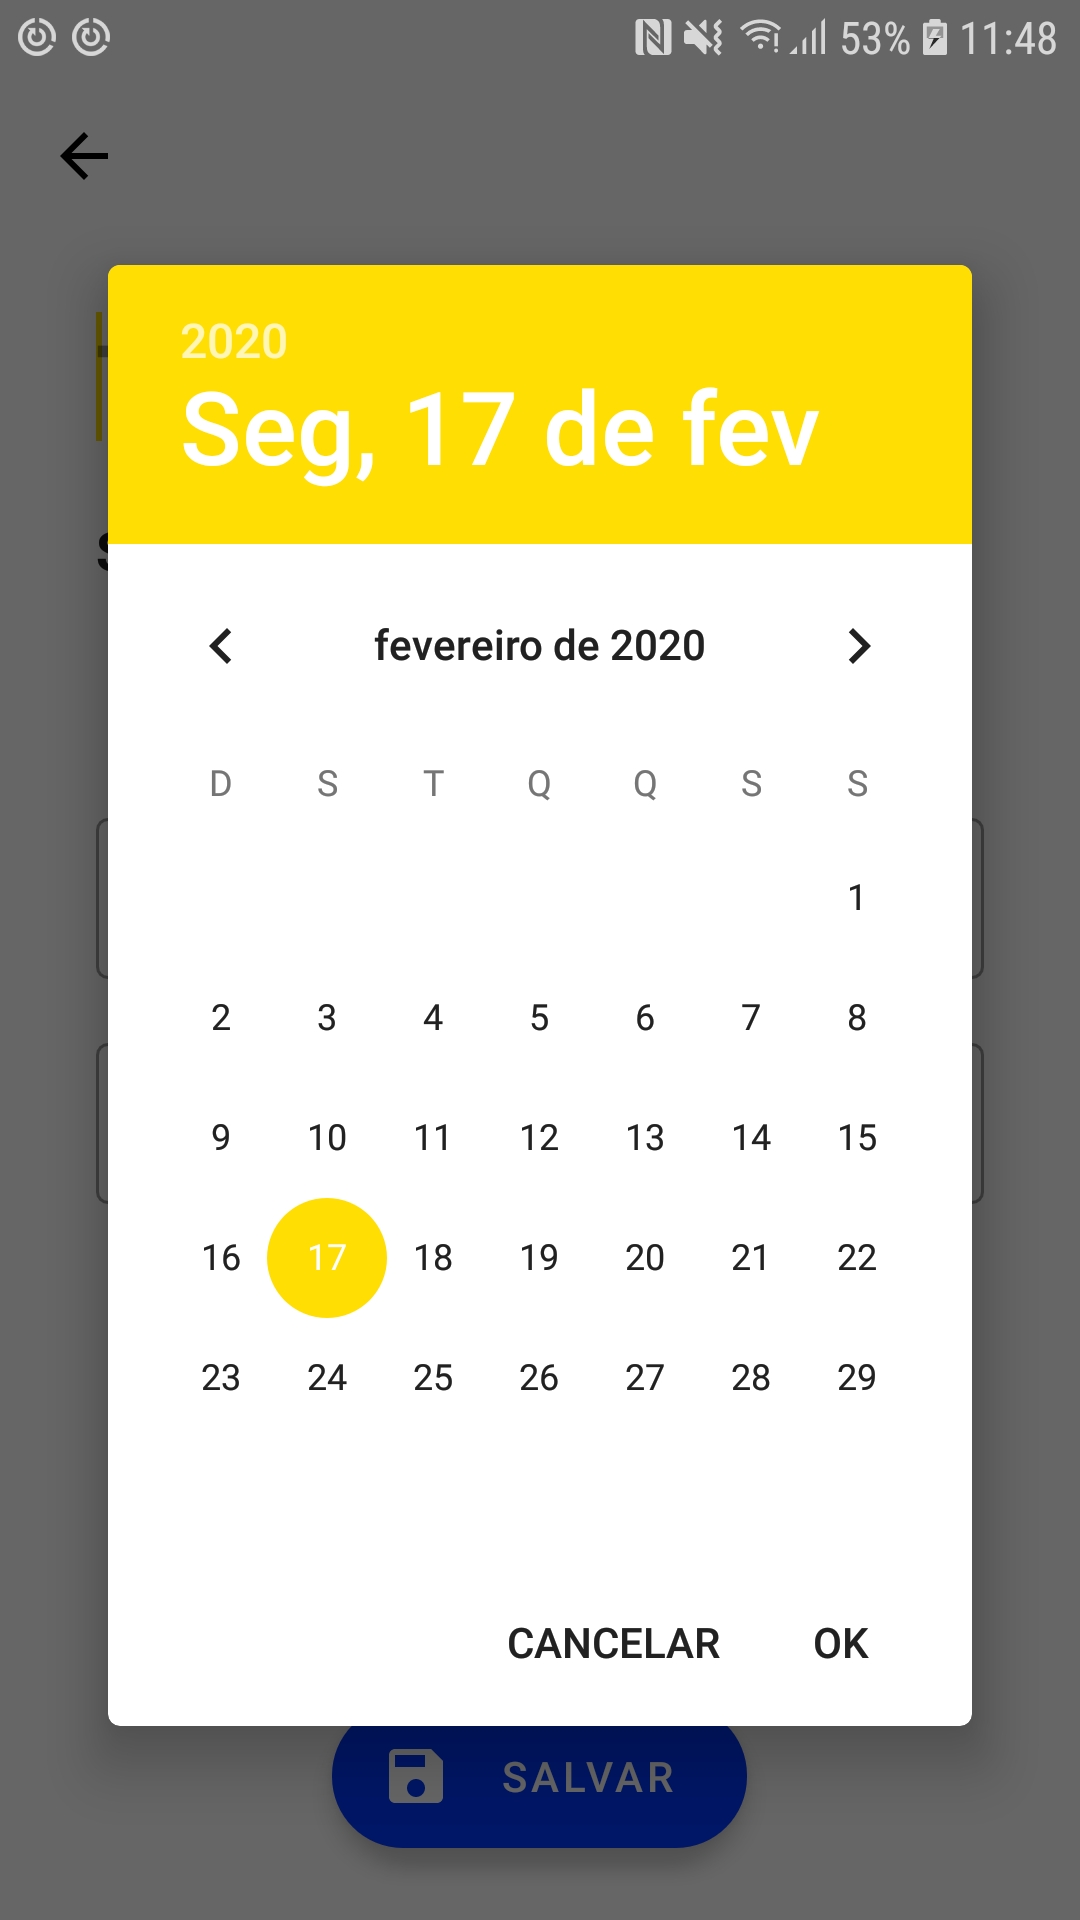 53% 11:48
2020
Seg, 17 de fev
fevereiro de 2020
D S T Q Q S S
1
2 3 4 5 6 7 8
9 10 11 12 13 14 15
16 17 18 19 20 21 22
23 24 25 26 27 28 29
CANCELAR OK
SALVAR